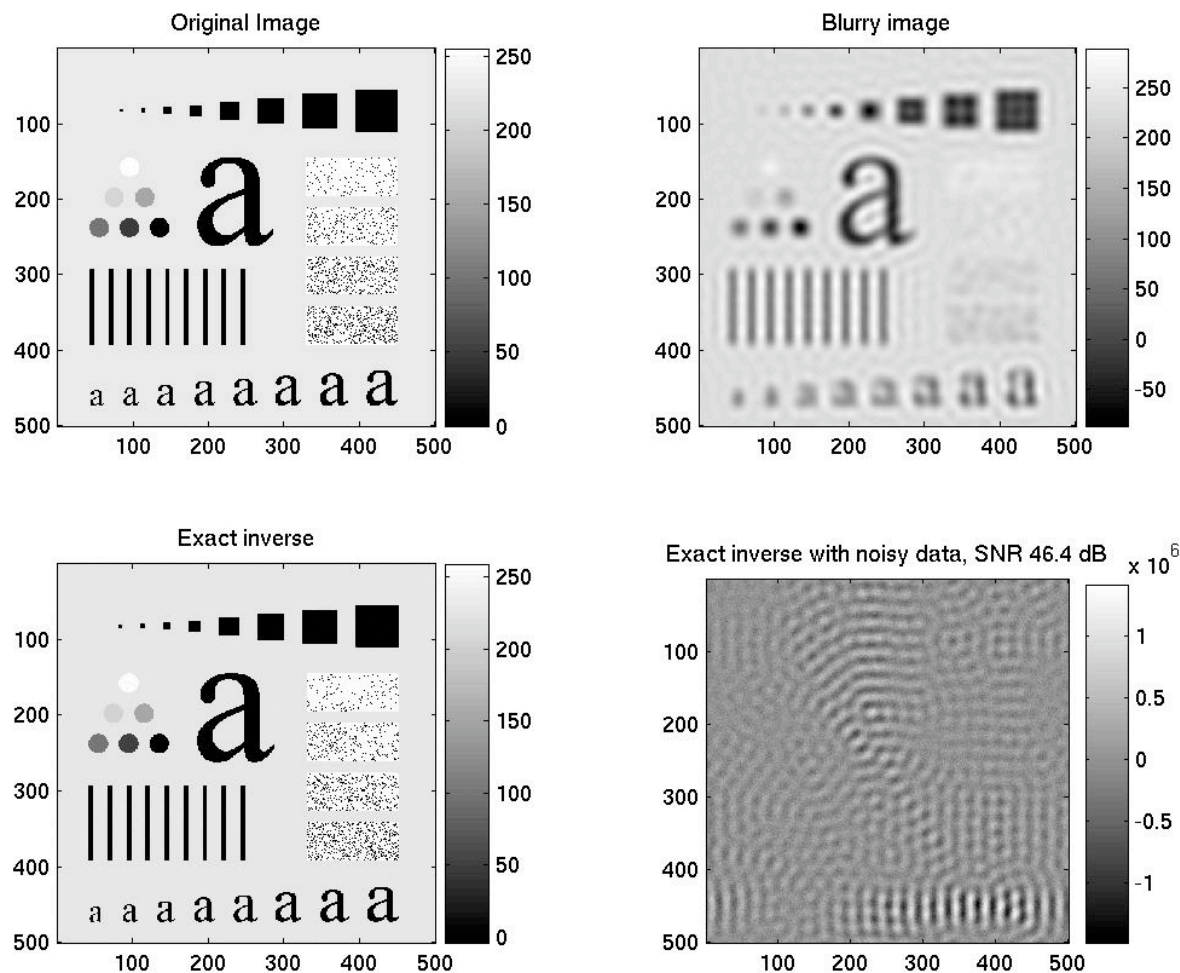 Original Image
250
200
150
100
50
0
100
200
300
400
500
100 200 300 400 500
a
a a a a a a a a
Blurry image
250
200
150
100
50
0
-50
100
200
300
400
500
100 200 300 400 500
a
a a a a a a a a
Exact inverse
250
200
150
100
50
0
100
200
300
400
500
100 200 300 400 500
a
a a a a a a a a
Exact inverse with noisy data, SNR 46.4 dB
x 10^6
1
0.5
0
-0.5
-1
100
200
300
400
500
100 200 300 400 500